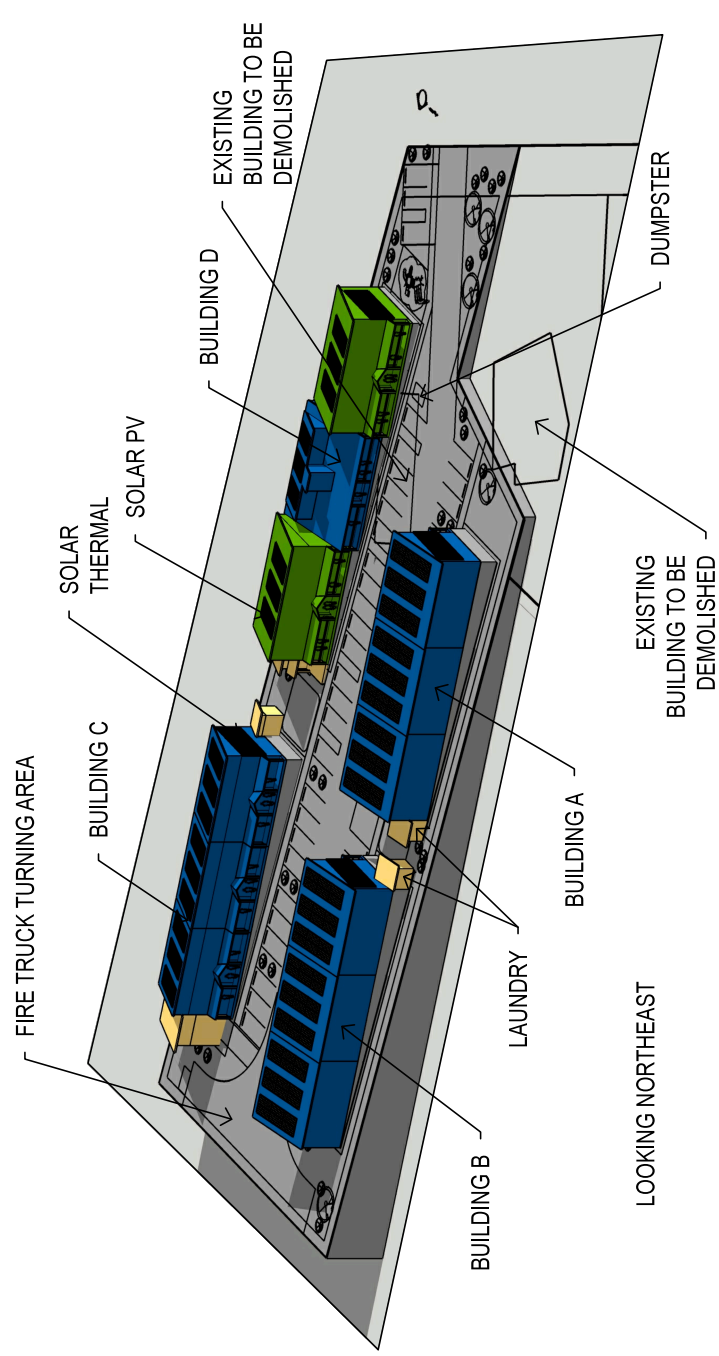 FIRE TRUCK TURNING AREA
BUILDING C
SOLAR
THERMAL
SOLAR PV
BUILDING D
EXISTING
BUILDING TO BE
DEMOLISHED
BUILDING B
LAUNDRY
BUILDING A
EXISTING
BUILDING TO BE
DEMOLISHED
DUMPSTER
LOOKING NORTHEAST